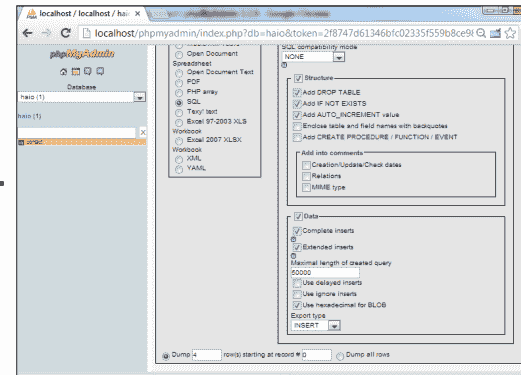 localhost / localhost / hai
localhost/phpmyadmin/index.php?db=haio&token=2f8747d61346bfc02335f559b8ce98
phpMyAdmin
Database
haio (1)
haio (1)
contact
Open Document
Spreadsheet
Open Document Text
PDF
PHP array
SQL
Texy! text
Excel 97-2003 XLS
Workbook
Excel 2007 XLSX
Workbook
XML
YAML
SQL compatibility mode
NONE
Structure
Add DROP TABLE
Add IF NOT EXISTS
Add AUTO_INCREMENT value
Enclose table and field names with backquotes
Add CREATE PROCEDURE / FUNCTION / EVENT
Add into comments
Creation/Update/Check dates
Relations
MIME type
Data
Complete inserts
Extended inserts
Maximal length of created query
50000
Use delayed inserts
Use ignore inserts
Use hexadecimal for BLOB
Export type
INSERT
Dump 4 row(s) starting at record # 0 Dump all rows